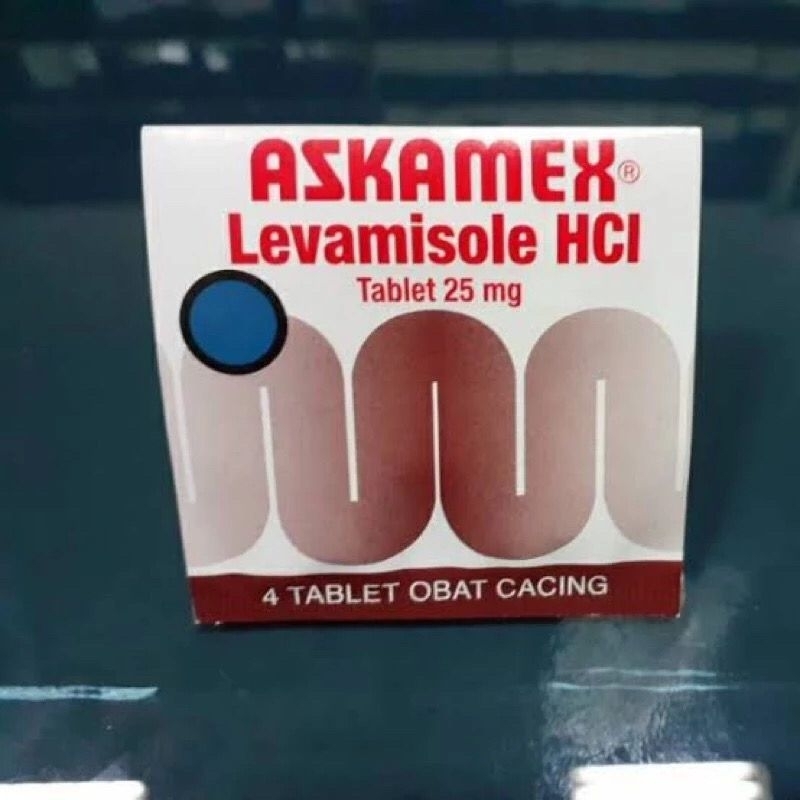 ASKAMEX®
Levamisole HCl
Tablet 25 mg
4 TABLET OBAT CACING